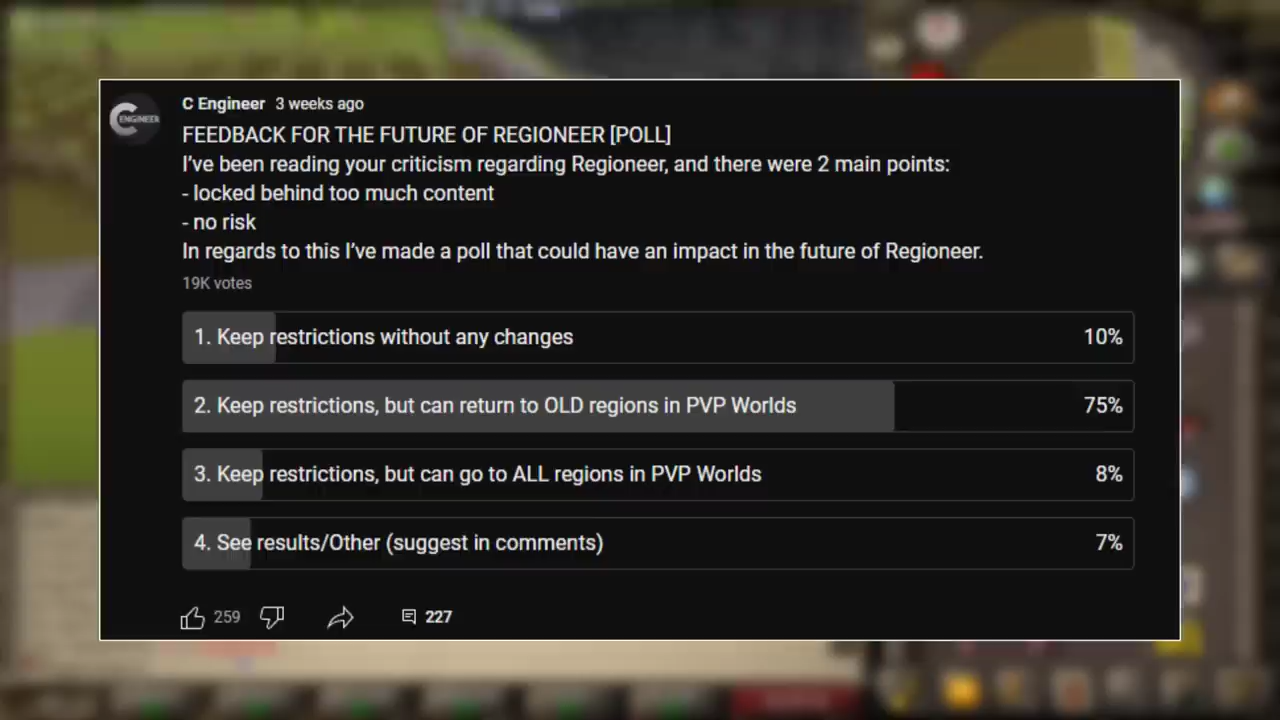 C Engineer 3 weeks ago
C ENGINEER
FEEDBACK FOR THE FUTURE OF REGIONEER [POLL]
I've been reading your criticism regarding Regioneer, and there were 2 main points:
- locked behind too much content
- no risk
In regards to this I've made a poll that could have an impact in the future of Regioneer.
19K votes
1. Keep restrictions without any changes 10%
2. Keep restrictions, but can return to OLD regions in PVP Worlds 75%
3. Keep restrictions, but can go to ALL regions in PVP Worlds 8%
4. See results/Other (suggest in comments) 7%
259 227